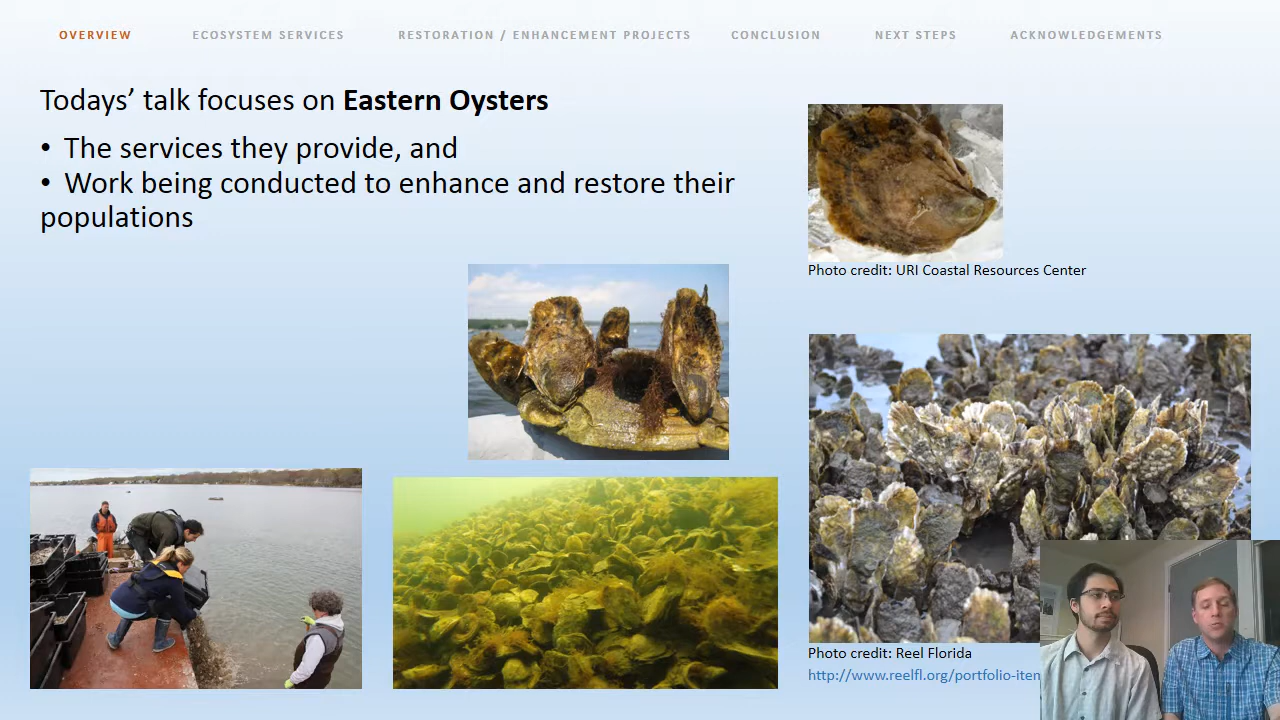 OVERVIEW ECOSYSTEM SERVICES RESTORATION / ENHANCEMENT PROJECTS CONCLUSION NEXT STEPS ACKNOWLEDGEMENTS
Todays’ talk focuses on Eastern Oysters
• The services they provide, and
• Work being conducted to enhance and restore their
populations
Photo credit: URI Coastal Resources Center
Photo credit: Reel Florida
http://www.reelfl.org/portfolio-iten